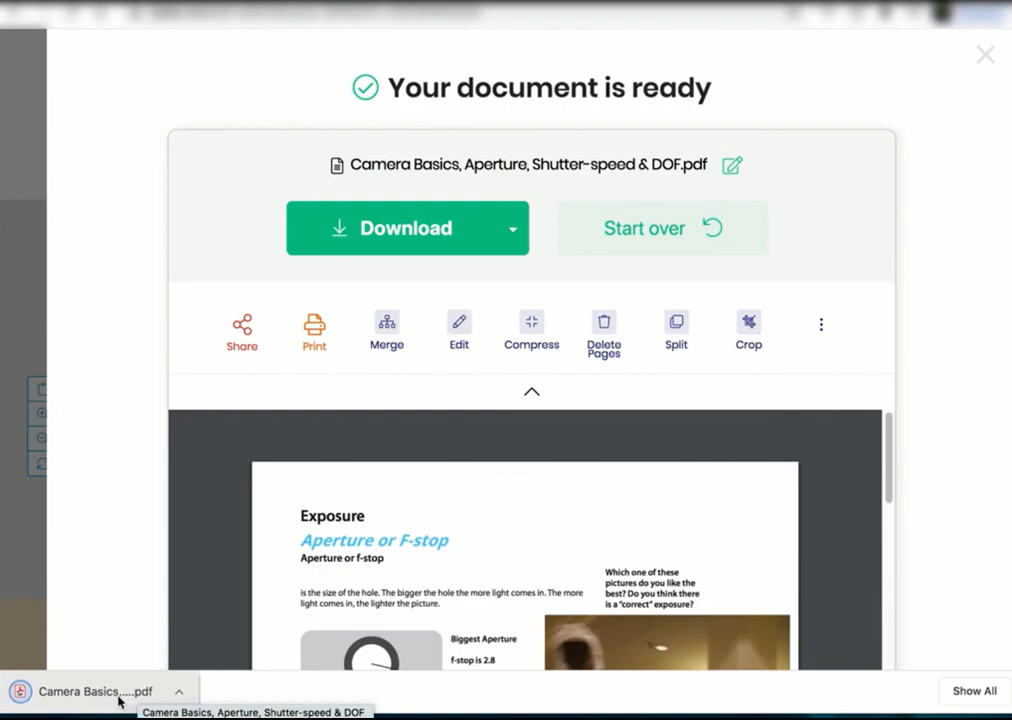 Your document is ready
Camera Basics, Aperture, Shutter-speed & DOF.pdf
Download
Start over
Share
Print
Merge
Edit
Compress
Delete
Pages
Split
Crop
Exposure
Aperture or F-stop
Aperture or f-stop
is the size of the hole. The bigger the hole the more light comes in. The more
light comes in, the lighter the picture.
Which one of these
pictures do you like the
best? Do you think there
is a "correct" exposure?
Biggest Aperture
f-stop is 2.8
Camera Basics,....pdf
Show All
Camera Basics, Aperture, Shutter-speed & DOF